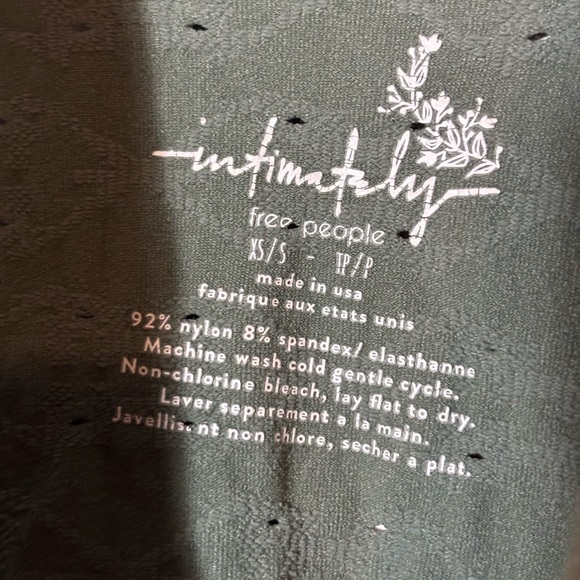 intimately
free people
XS/S - TP/P
made in usa
fabrique aux etats unis
92% nylon 8% spandex/ elasthanne
Machine wash cold gentle cycle.
Non-chlorine bleach, lay flat to dry.
Laver separement a la main.
Javellisant non chlore, secher a plat.